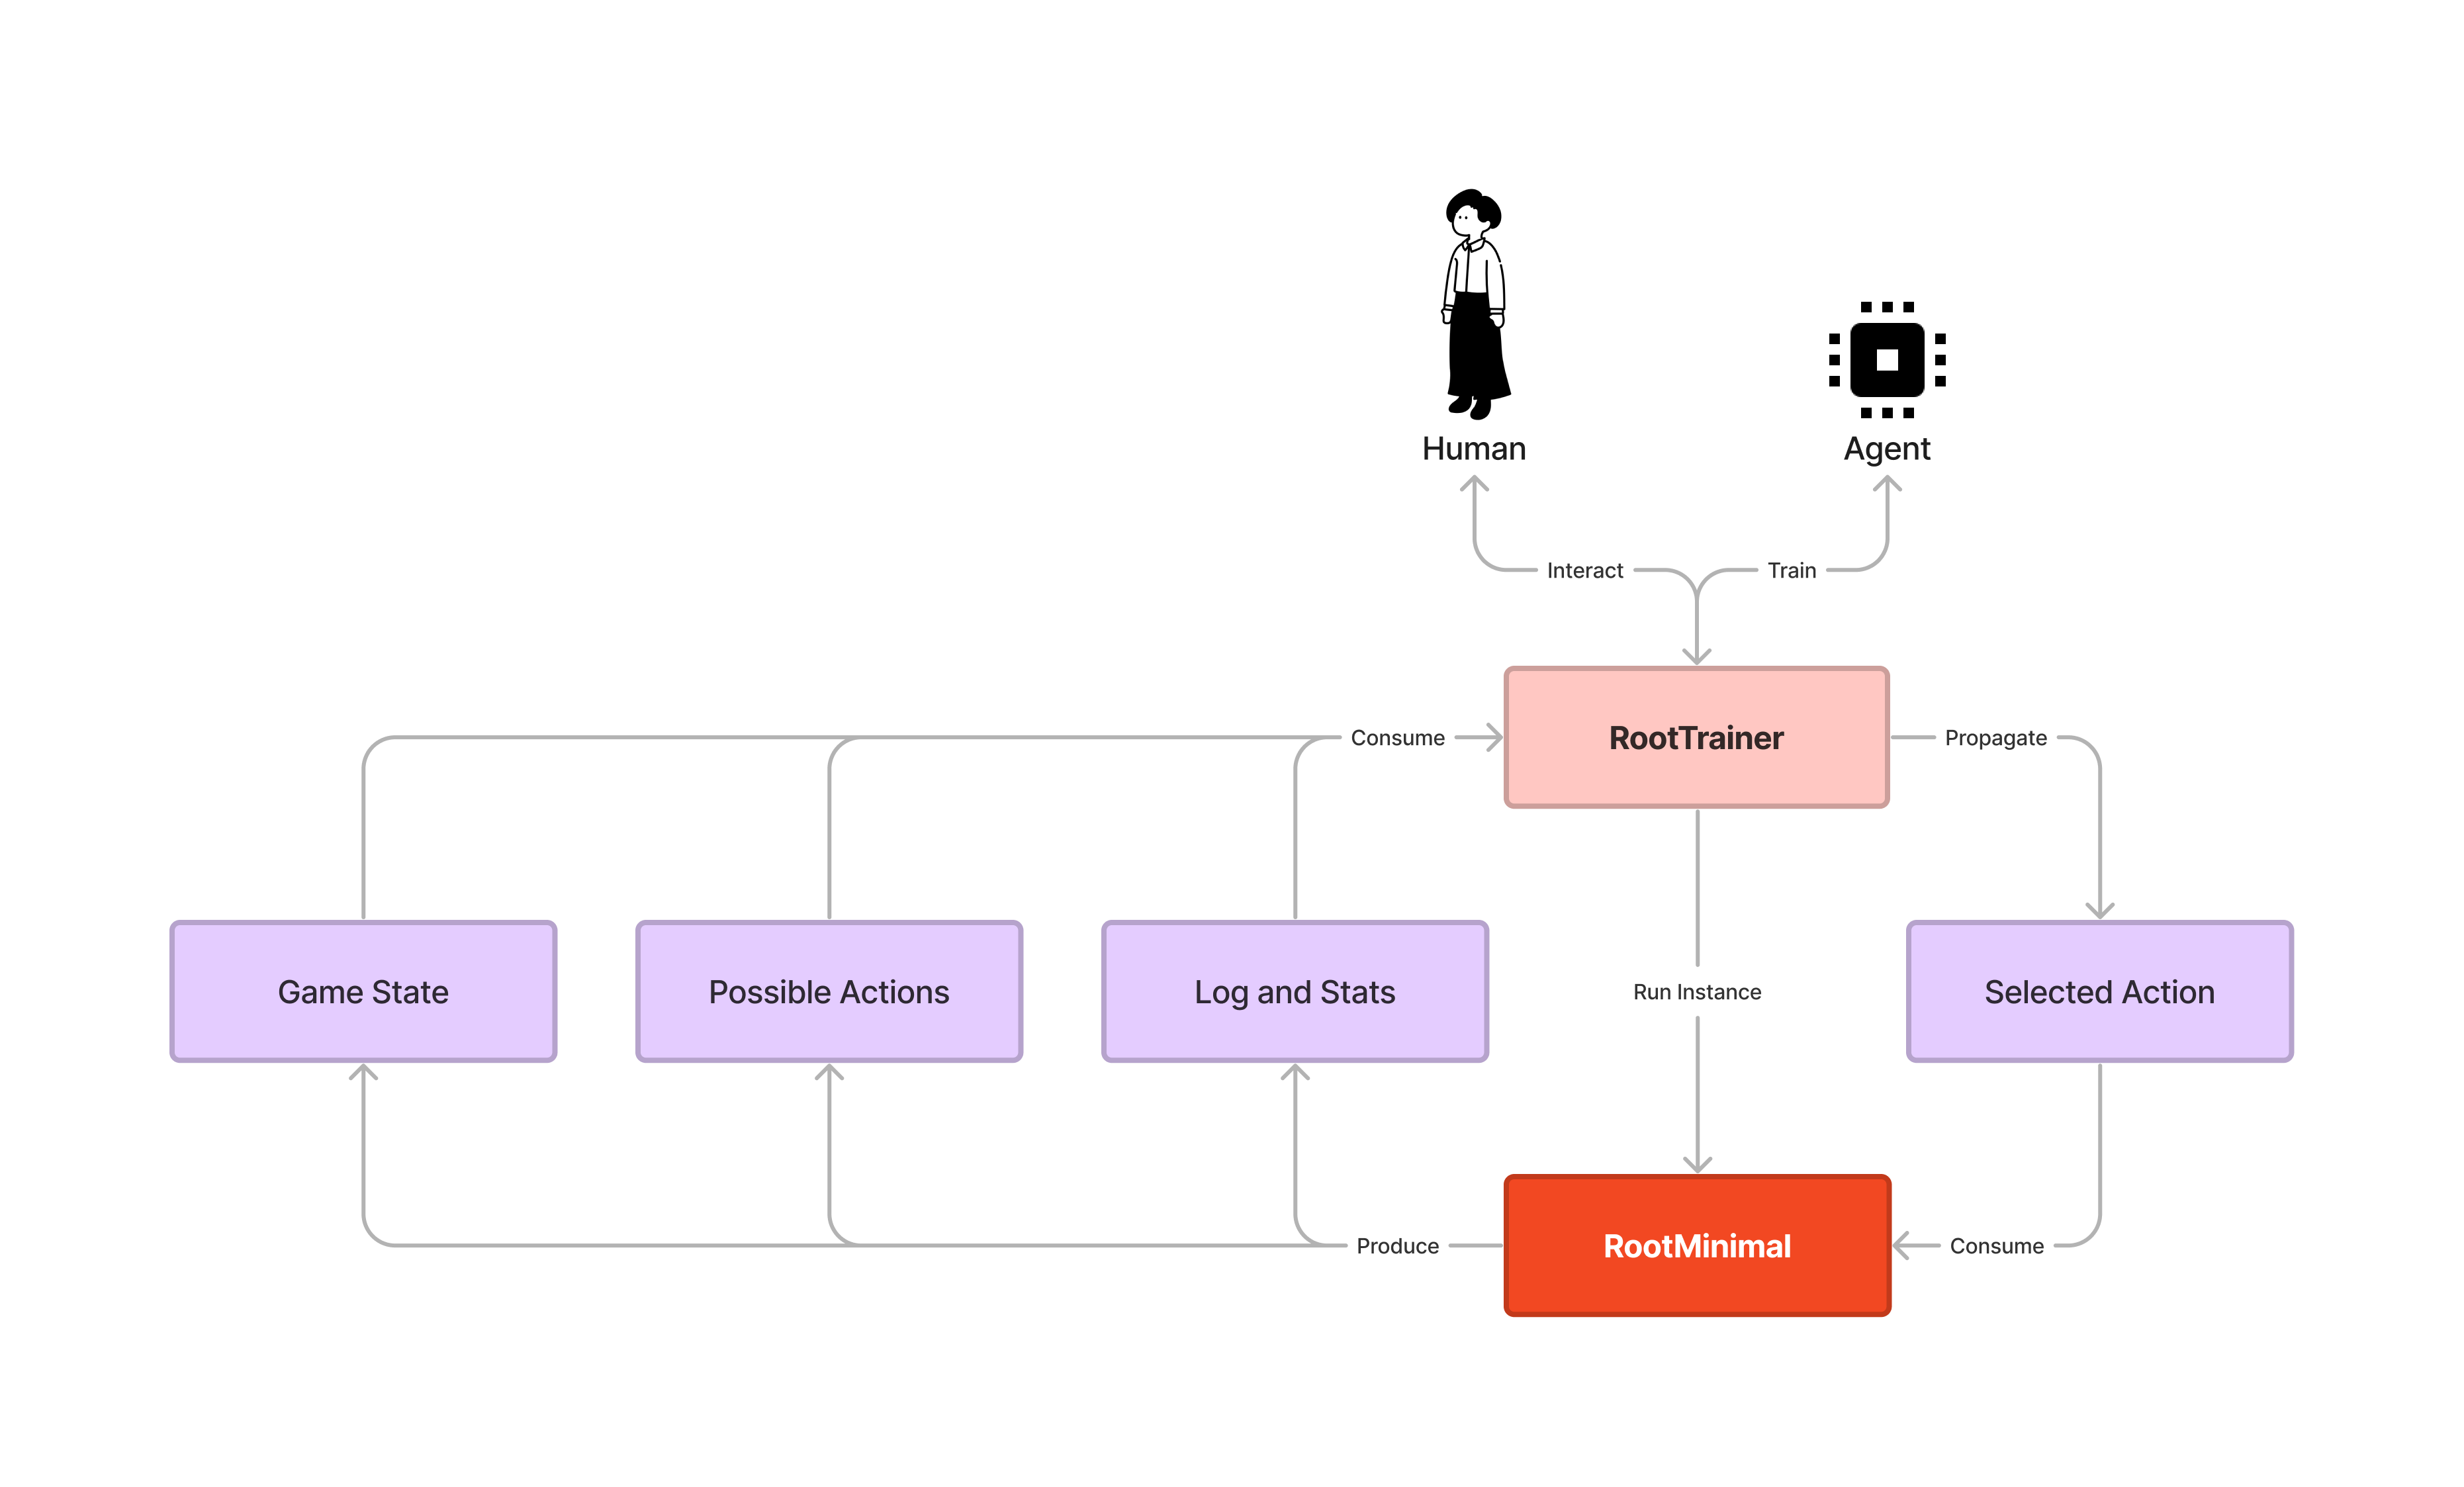 Human
Agent
Interact
Train
Consume
RootTrainer
Propagate
Game State
Possible Actions
Log and Stats
Run Instance
Selected Action
Produce
RootMinimal
Consume